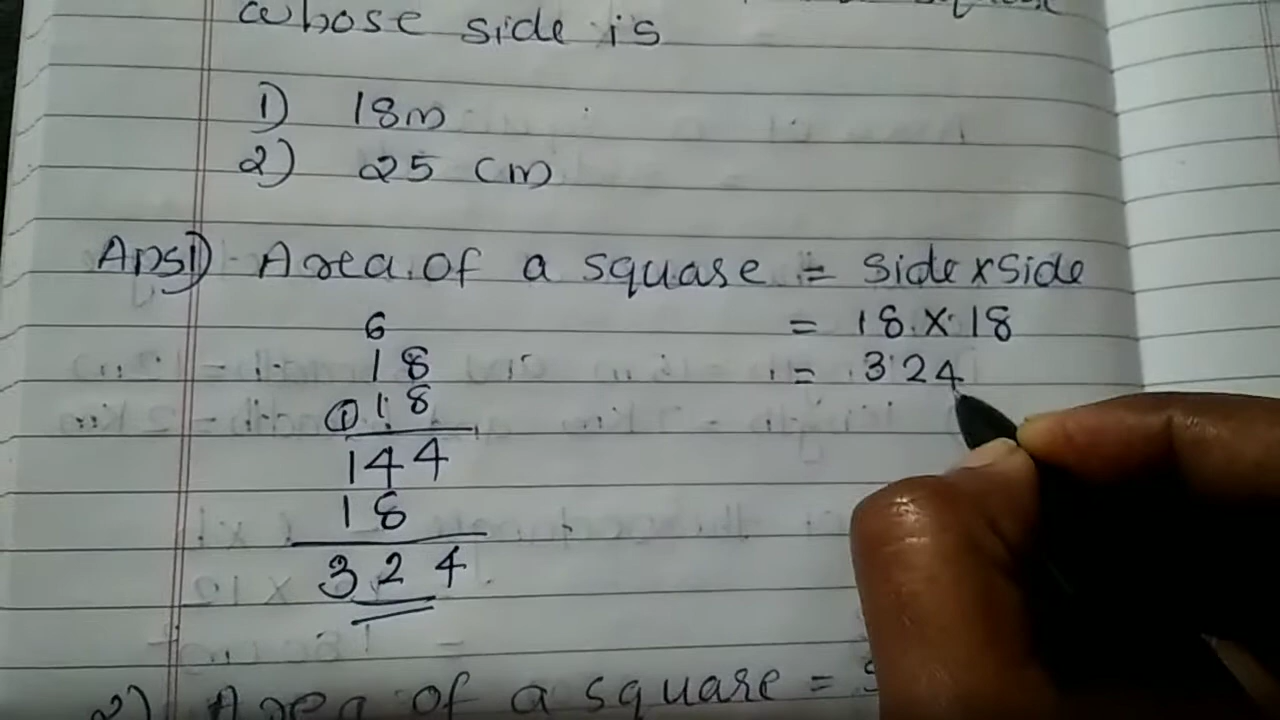 whose side is
1) 18m
2) 25 cm
Ans1) Area of a square = side x side
= 18 x 18
= 324
6
18
① 18
144
18
324
2) Area of a square =